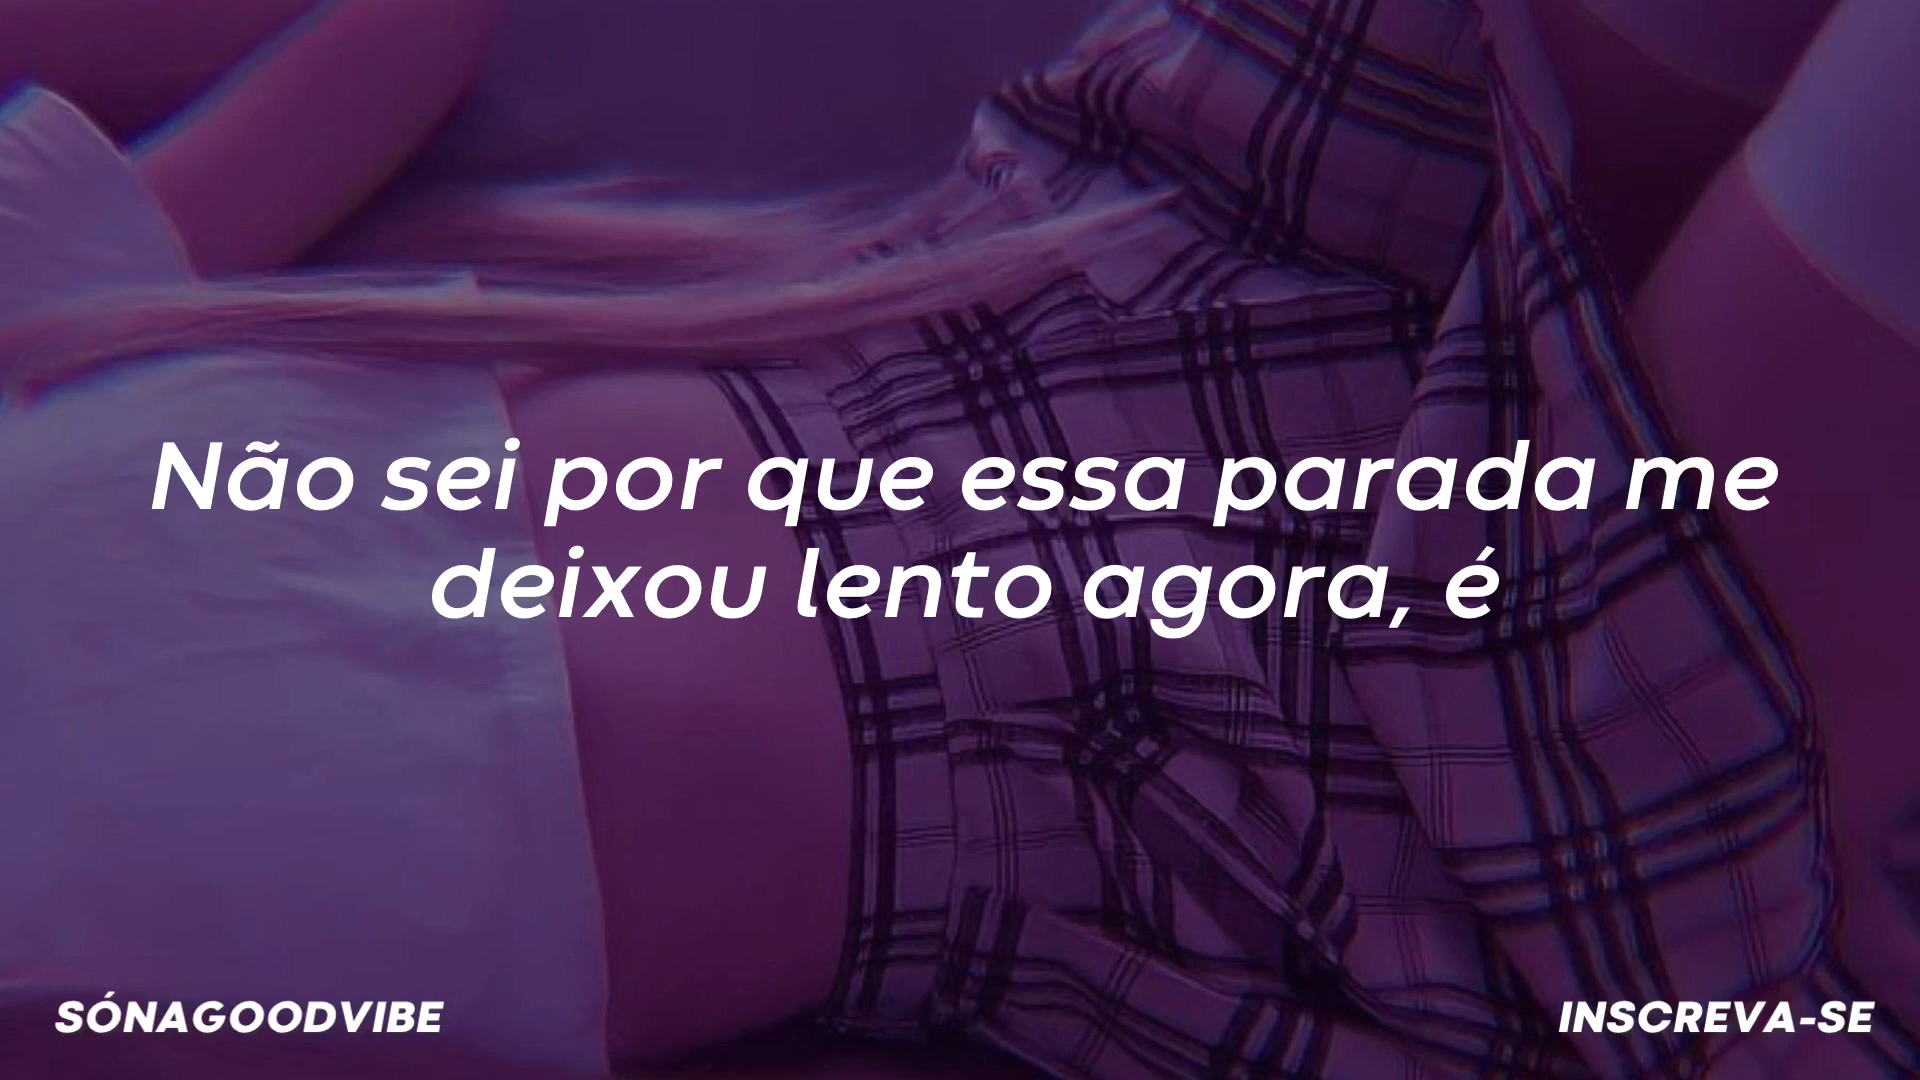 Não sei por que essa parada me
deixou lento agora, é
SÓNAGOODVIBE
INSCREVA-SE